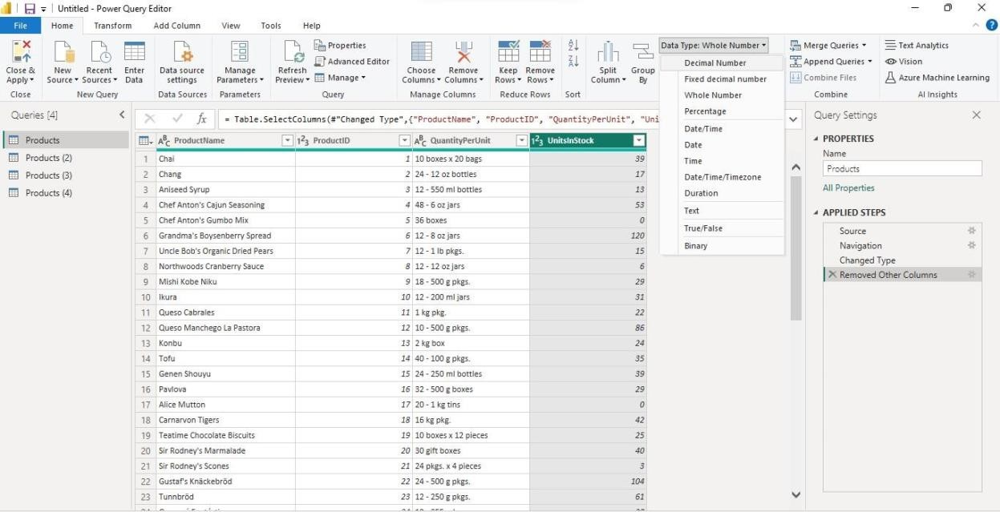 Untitled - Power Query Editor
File Home Transform Add Column View Tools Help
Close & Apply
New Source
Recent Sources
Enter Data
Data source settings
Manage Parameters
Refresh Preview
Properties
Advanced Editor
Manage
Choose Columns
Remove Columns
Keep Rows
Remove Rows
Split Column
Group By
Data Type: Whole Number
Merge Queries
Append Queries
Combine Files
Text Analytics
Vision
Azure Machine Learning
Close New Query Data Sources Parameters Query Manage Columns Reduce Rows Sort Combine AI Insights
Decimal Number
Fixed decimal number
Whole Number
Percentage
Date/Time
Date
Time
Date/Time/Timezone
Duration
Text
True/False
Binary
Queries [4]
Products
Products (2)
Products (3)
Products (4)
fx = Table.SelectColumns(#"Changed Type",{"ProductName", "ProductID", "QuantityPerUnit", "Uni
ABC ProductName 123 ProductID ABC QuantityPerUnit 123 UnitsInStock
1 Chai 1 10 boxes x 20 bags 39
2 Chang 2 24 - 12 oz bottles 17
3 Aniseed Syrup 3 12 - 550 ml bottles 13
4 Chef Anton's Cajun Seasoning 4 48 - 6 oz jars 53
5 Chef Anton's Gumbo Mix 5 36 boxes 0
6 Grandma's Boysenberry Spread 6 12 - 8 oz jars 120
7 Uncle Bob's Organic Dried Pears 7 12 - 1 lb pkgs. 15
8 Northwoods Cranberry Sauce 8 12 - 12 oz jars 6
9 Mishi Kobe Niku 9 18 - 500 g pkgs. 29
10 Ikura 10 12 - 200 ml jars 31
11 Queso Cabrales 11 1 kg pkg. 22
12 Queso Manchego La Pastora 12 10 - 500 g pkgs. 86
13 Konbu 13 2 kg box 24
14 Tofu 14 40 - 100 g pkgs. 35
15 Genen Shouyu 15 24 - 250 ml bottles 39
16 Pavlova 16 32 - 500 g boxes 29
17 Alice Mutton 17 20 - 1 kg tins 0
18 Carnarvon Tigers 18 16 kg pkg. 42
19 Teatime Chocolate Biscuits 19 10 boxes x 12 pieces 25
20 Sir Rodney's Marmalade 20 30 gift boxes 40
21 Sir Rodney's Scones 21 24 pkgs. x 4 pieces 3
22 Gustaf's Knäckebröd 22 24 - 500 g pkgs. 104
23 Tunnbröd 23 12 - 250 g pkgs. 61
Query Settings
PROPERTIES
Name
Products
All Properties
APPLIED STEPS
Source
Navigation
Changed Type
Removed Other Columns